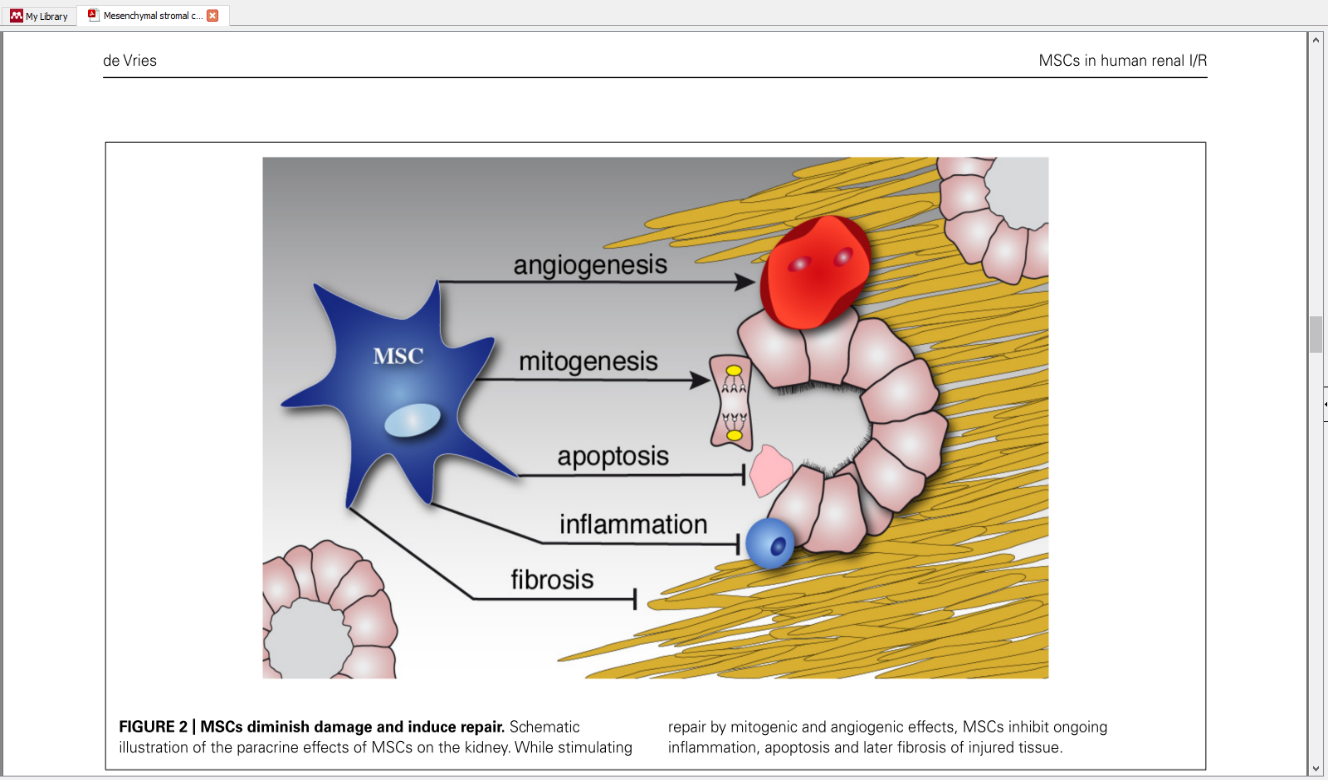 My Library
Mesenchymal stromal c...
de Vries
MSCs in human renal I/R
angiogenesis
MSC
mitogenesis
apoptosis
inflammation
fibrosis
FIGURE 2 | MSCs diminish damage and induce repair. Schematic
illustration of the paracrine effects of MSCs on the kidney. While stimulating
repair by mitogenic and angiogenic effects, MSCs inhibit ongoing
inflammation, apoptosis and later fibrosis of injured tissue.